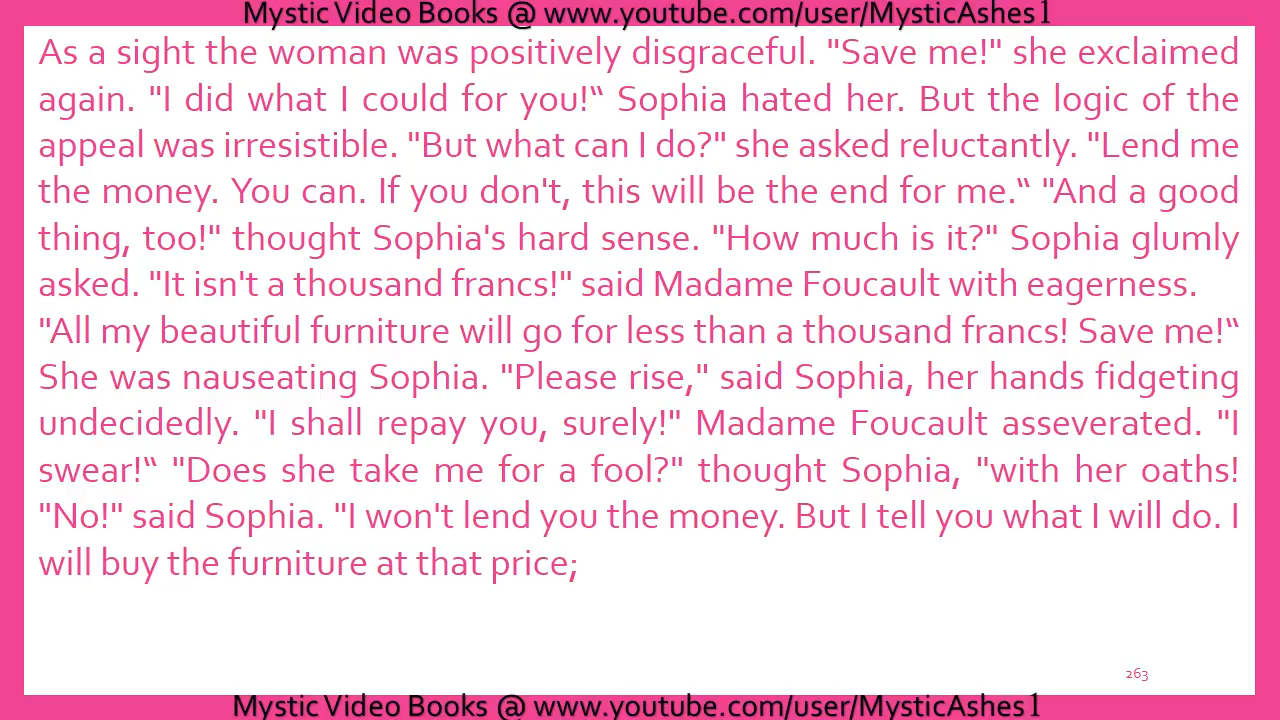 Mystic Video Books @ www.youtube.com/user/MysticAshes1
As a sight the woman was positively disgraceful. "Save me!" she exclaimed
again. "I did what I could for you!“ Sophia hated her. But the logic of the
appeal was irresistible. "But what can I do?" she asked reluctantly. "Lend me
the money. You can. If you don't, this will be the end for me.“ "And a good
thing, too!" thought Sophia's hard sense. "How much is it?" Sophia glumly
asked. "It isn't a thousand francs!" said Madame Foucault with eagerness.
"All my beautiful furniture will go for less than a thousand francs! Save me!“
She was nauseating Sophia. "Please rise," said Sophia, her hands fidgeting
undecidedly. "I shall repay you, surely!" Madame Foucault asseverated. "I
swear!“ "Does she take me for a fool?" thought Sophia, "with her oaths!
"No!" said Sophia. "I won't lend you the money. But I tell you what I will do. I
will buy the furniture at that price;
263
Mystic Video Books @ www.youtube.com/user/MysticAshes1